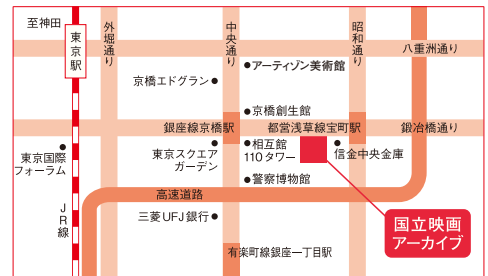 至神田
東京駅
外堀通り
中央通り
昭和通り
八重洲通り
アーティゾン美術館
京橋エドグラン
京橋創生館
銀座線京橋駅
都営浅草線宝町駅
鍛冶橋通り
東京国際
フォーラム
東京スクエア
ガーデン
相互館
110タワー
信金中央金庫
警察博物館
高速道路
JR線
三菱UFJ銀行
国立映画
アーカイブ
有楽町線銀座一丁目駅